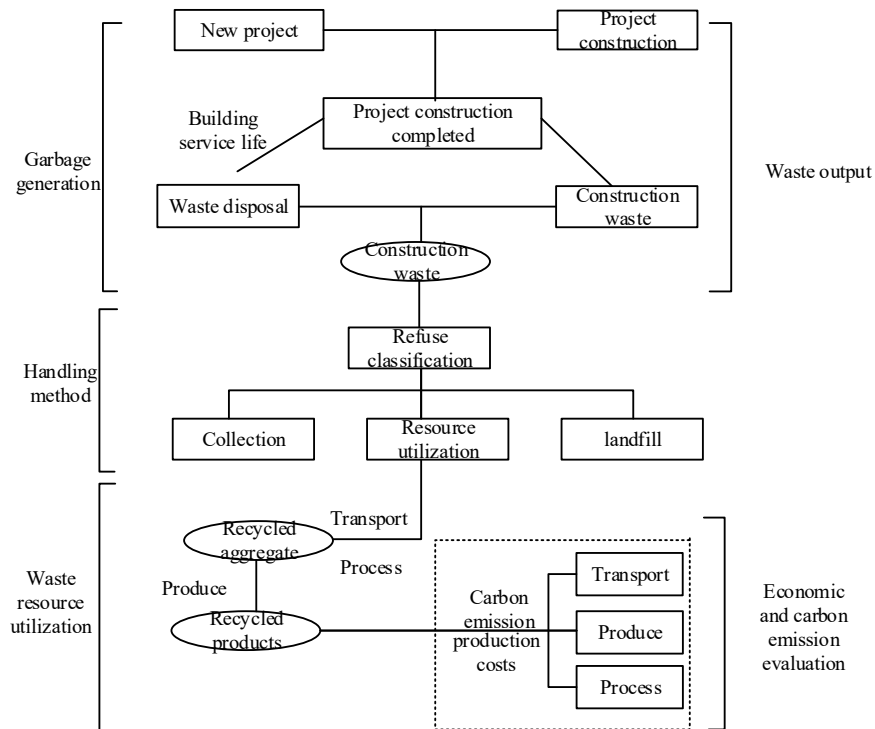 New project
Project
construction
Building
service life
Project construction
completed
Garbage
generation
Waste output
Waste disposal
Construction
waste
Construction
waste
Refuse
classification
Handling
method
Collection
Resource
utilization
landfill
Transport
Recycled
aggregate
Process
Produce
Waste
resource
utilization
Recycled
products
Carbon
emission
production
costs
Transport
Produce
Process
Economic
and carbon
emission
evaluation